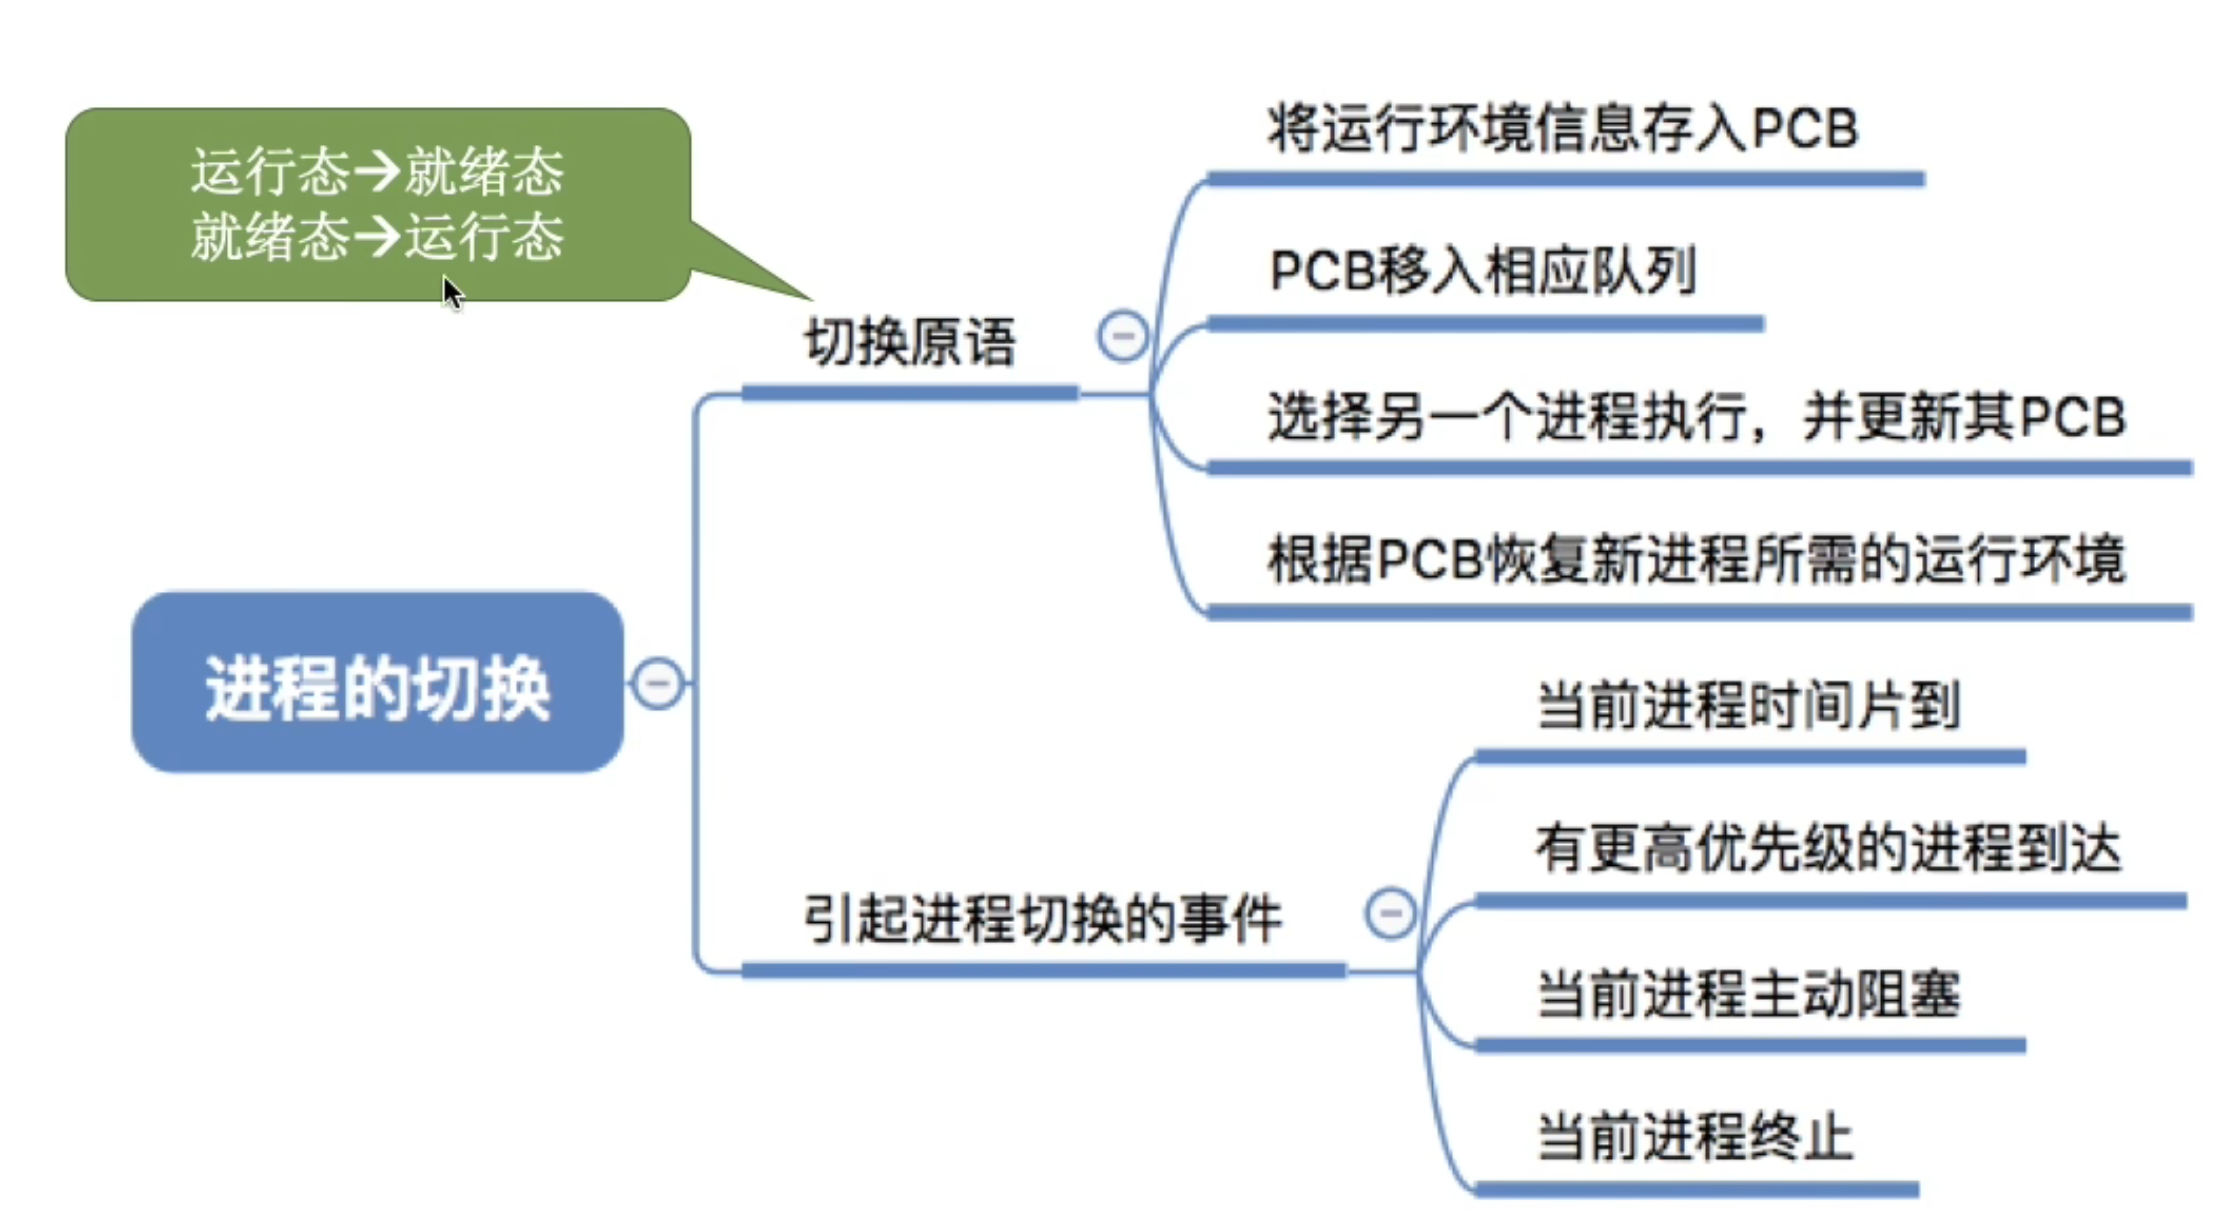 运行态→就绪态
就绪态→运行态
进程的切换
切换原语
将运行环境信息存入PCB
PCB移入相应队列
选择另一个进程执行，并更新其PCB
根据PCB恢复新进程所需的运行环境
引起进程切换的事件
当前进程时间片到
有更高优先级的进程到达
当前进程主动阻塞
当前进程终止